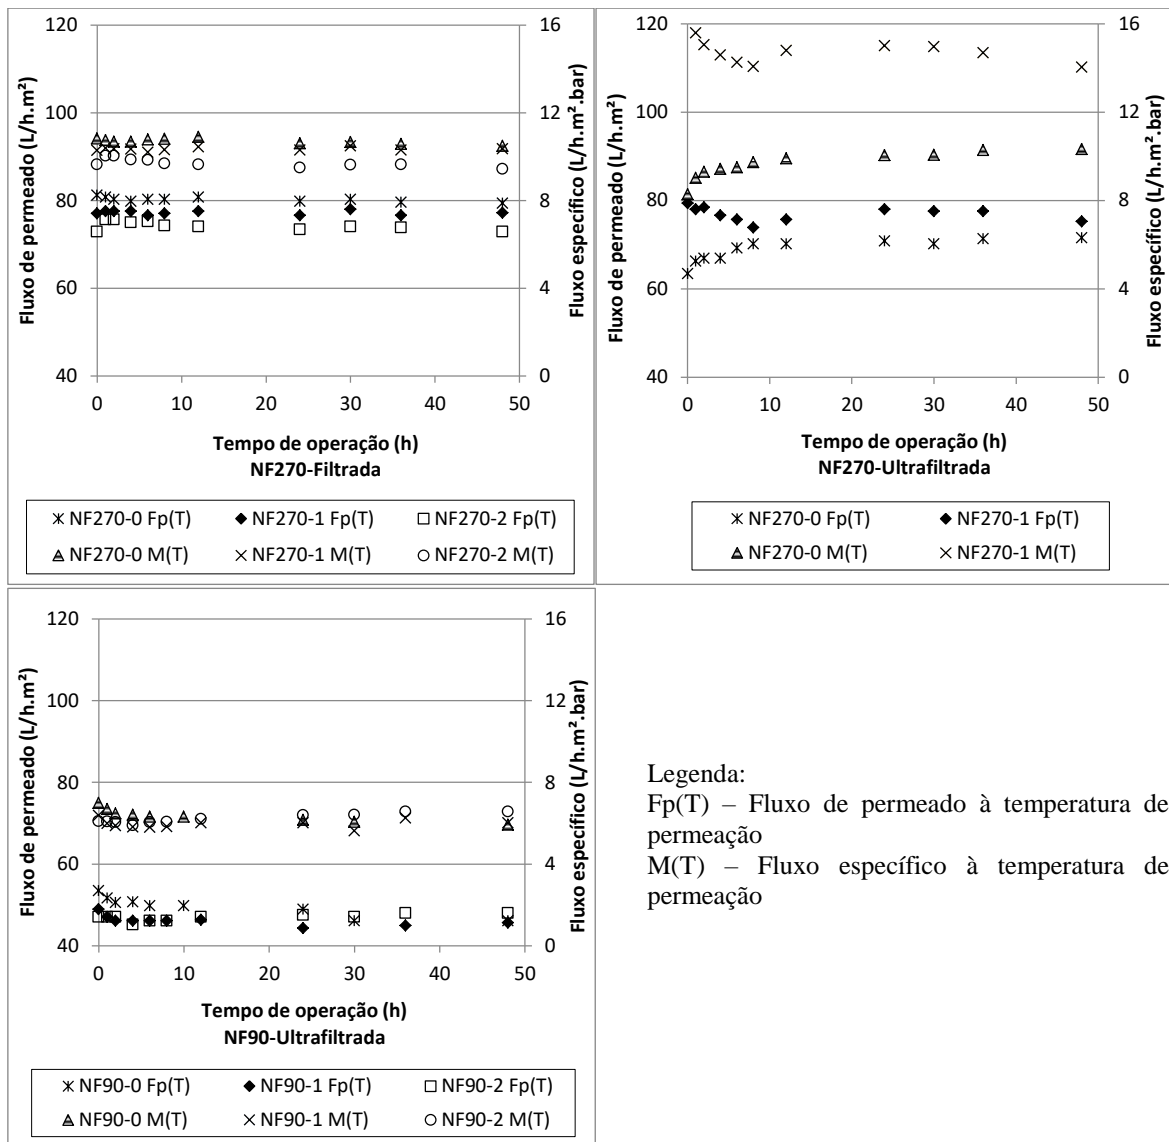 120
100
80
60
40
16
12
8
4
0
0 10 20 30 40 50
Fluxo de permeado (L/h.m²)
Fluxo específico (L/h.m².bar)
Tempo de operação (h)
NF270-Filtrada
NF270-0 Fp(T) NF270-1 Fp(T) NF270-2 Fp(T)
NF270-0 M(T) NF270-1 M(T) NF270-2 M(T)
120
100
80
60
40
16
12
8
4
0
0 10 20 30 40 50
Fluxo de permeado (L/h.m²)
Fluxo específico (L/h.m².bar)
Tempo de operação (h)
NF270-Ultrafiltrada
NF270-0 Fp(T) NF270-1 Fp(T)
NF270-0 M(T) NF270-1 M(T)
120
100
80
60
40
16
12
8
4
0
0 10 20 30 40 50
Fluxo de permeado (L/h.m²)
Fluxo específico (L/h.m².bar)
Tempo de operação (h)
NF90-Ultrafiltrada
NF90-0 Fp(T) NF90-1 Fp(T) NF90-2 Fp(T)
NF90-0 M(T) NF90-1 M(T) NF90-2 M(T)
Legenda:
Fp(T) – Fluxo de permeado à temperatura de
permeação
M(T) – Fluxo específico à temperatura de
permeação